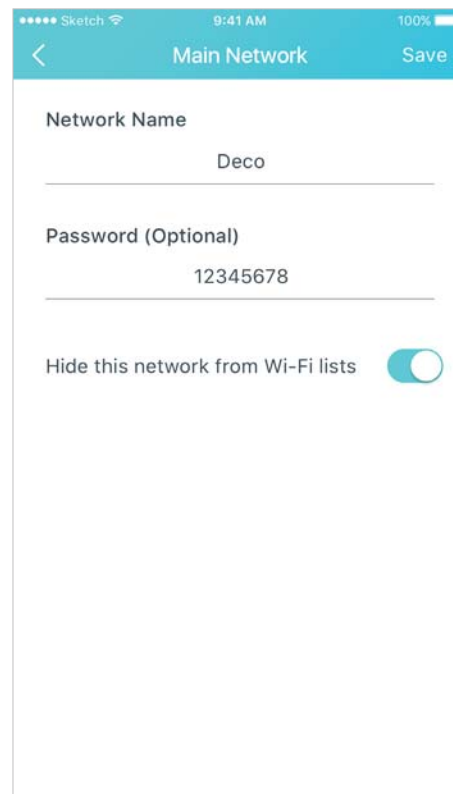 Sketch 9:41 AM 100%
Main Network Save
Network Name
Deco
Password (Optional)
12345678
Hide this network from Wi-Fi lists